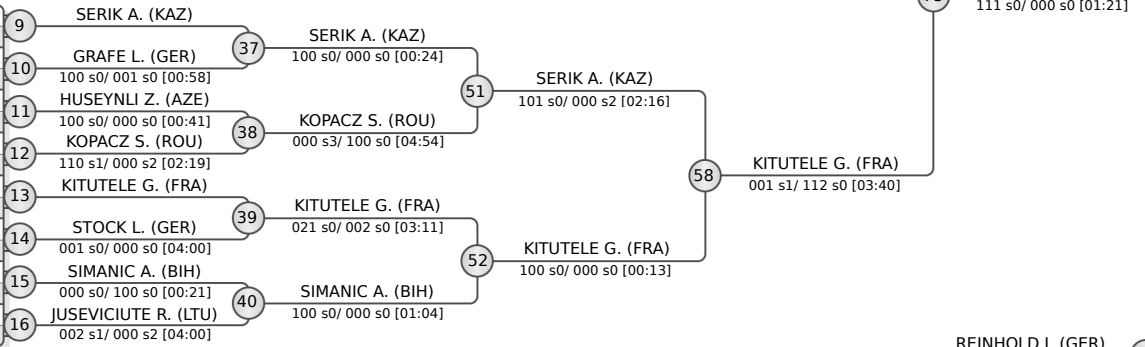 111 s0/ 000 s0 [01:21]
9
SERIK A. (KAZ)
37
SERIK A. (KAZ)
100 s0/ 000 s0 [00:24]
10
GRAFE L. (GER)
100 s0/ 001 s0 [00:58]
51
SERIK A. (KAZ)
101 s0/ 000 s2 [02:16]
11
HUSEYNLI Z. (AZE)
100 s0/ 000 s0 [00:41]
38
KOPACZ S. (ROU)
000 s3/ 100 s0 [04:54]
12
KOPACZ S. (ROU)
110 s1/ 000 s2 [02:19]
58
KITUTELE G. (FRA)
001 s1/ 112 s0 [03:40]
13
KITUTELE G. (FRA)
39
KITUTELE G. (FRA)
021 s0/ 002 s0 [03:11]
14
STOCK L. (GER)
001 s0/ 000 s0 [04:00]
52
KITUTELE G. (FRA)
100 s0/ 000 s0 [00:13]
15
SIMANIC A. (BIH)
000 s0/ 100 s0 [00:21]
40
SIMANIC A. (BIH)
100 s0/ 000 s0 [01:04]
16
JUSEVICIUTE R. (LTU)
002 s1/ 000 s2 [04:00]
REINHOLD I. (GER)